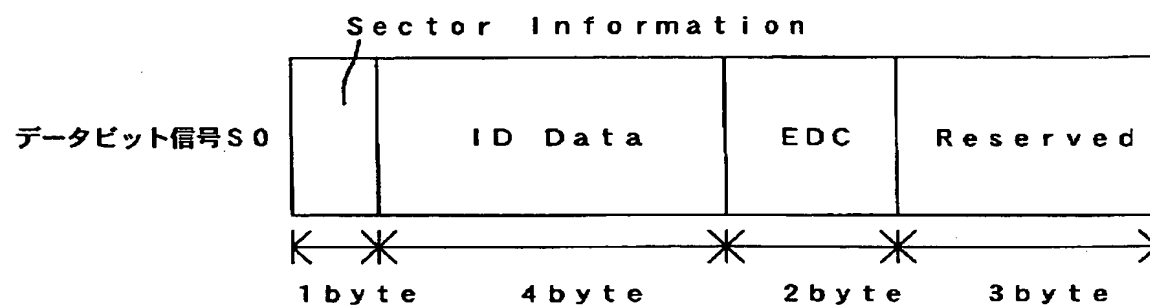 Sector Information
データビット信号S0 ID Data EDC Reserved
1byte 4byte 2byte 3byte